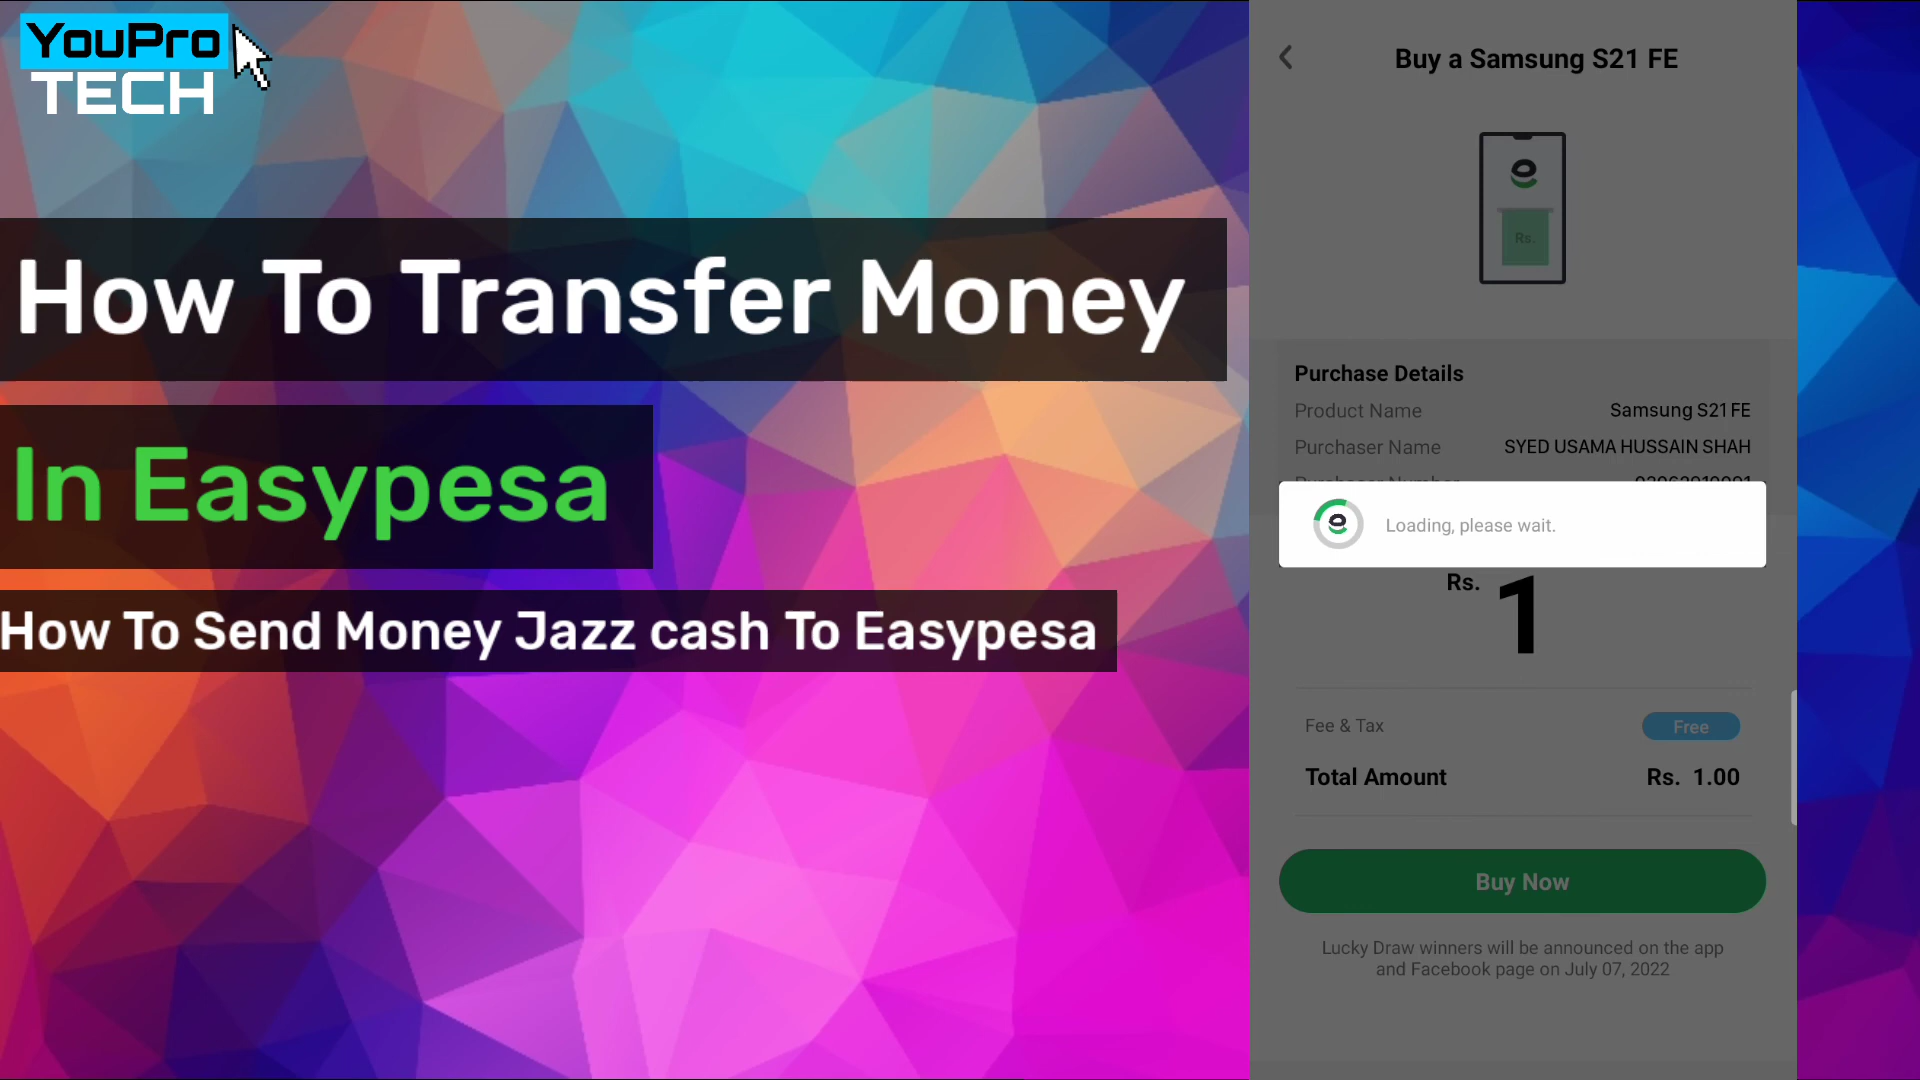 YouPro
TECH
How To Transfer Money
In Easypesa
How To Send Money Jazz cash To Easypesa
Buy a Samsung S21 FE
Rs.
Purchase Details
Product Name Samsung S21 FE
Purchaser Name SYED USAMA HUSSAIN SHAH
Purchaser Number
Loading, please wait.
Rs. 1
Fee & Tax Free
Total Amount Rs. 1.00
Buy Now
Lucky Draw winners will be announced on the app
and Facebook page on July 07, 2022